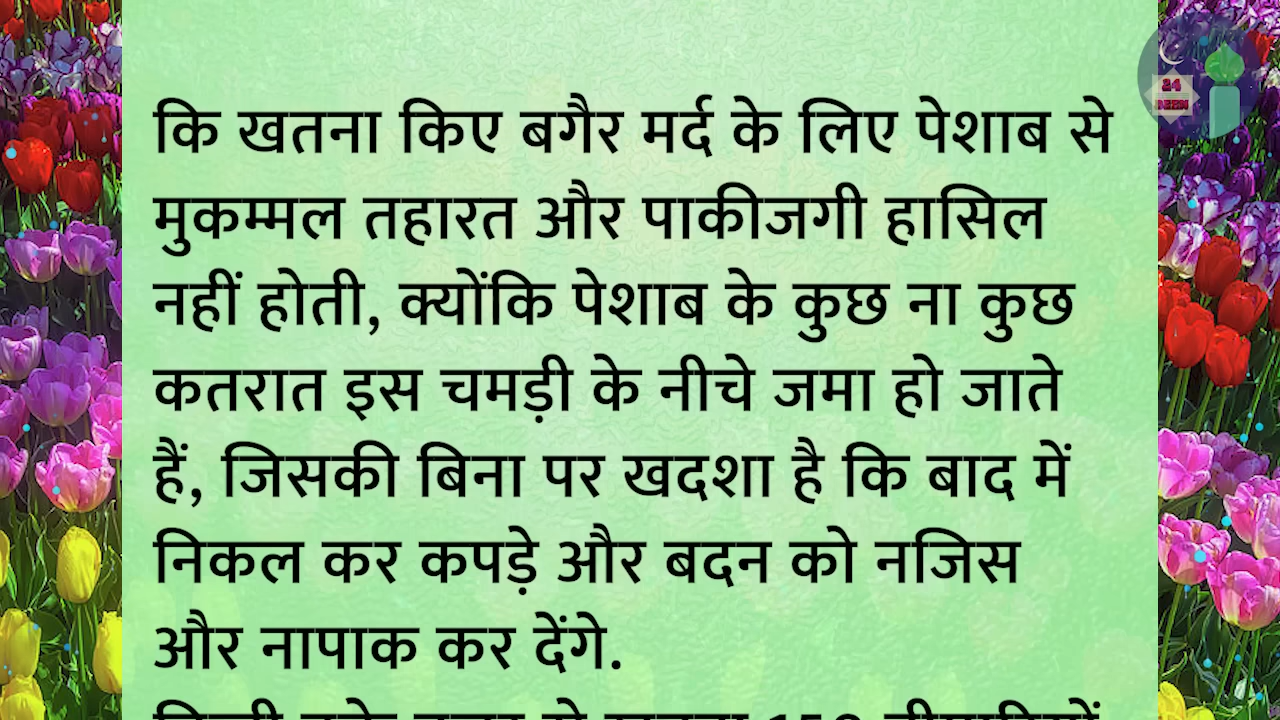 कि खतना किए बगैर मर्द के लिए पेशाब से
मुकम्मल तहारत और पाकीजगी हासिल
नहीं होती, क्योंकि पेशाब के कुछ ना कुछ
कतरात इस चमड़ी के नीचे जमा हो जाते
हैं, जिसकी बिना पर खदशा है कि बाद में
निकल कर कपड़े और बदन को नजिस
और नापाक कर देंगे.
24